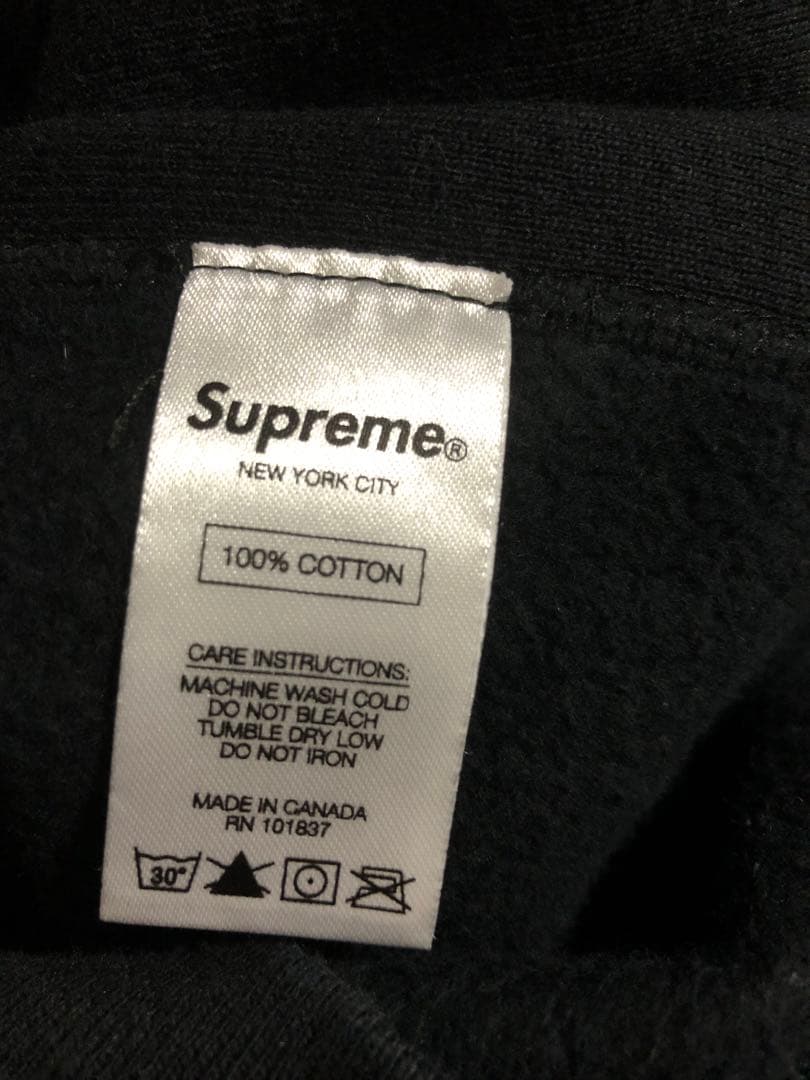 Supreme®
NEW YORK CITY
100% COTTON
CARE INSTRUCTIONS:
MACHINE WASH COLD
DO NOT BLEACH
TUMBLE DRY LOW
DO NOT IRON
MADE IN CANADA
RN 101837
30°